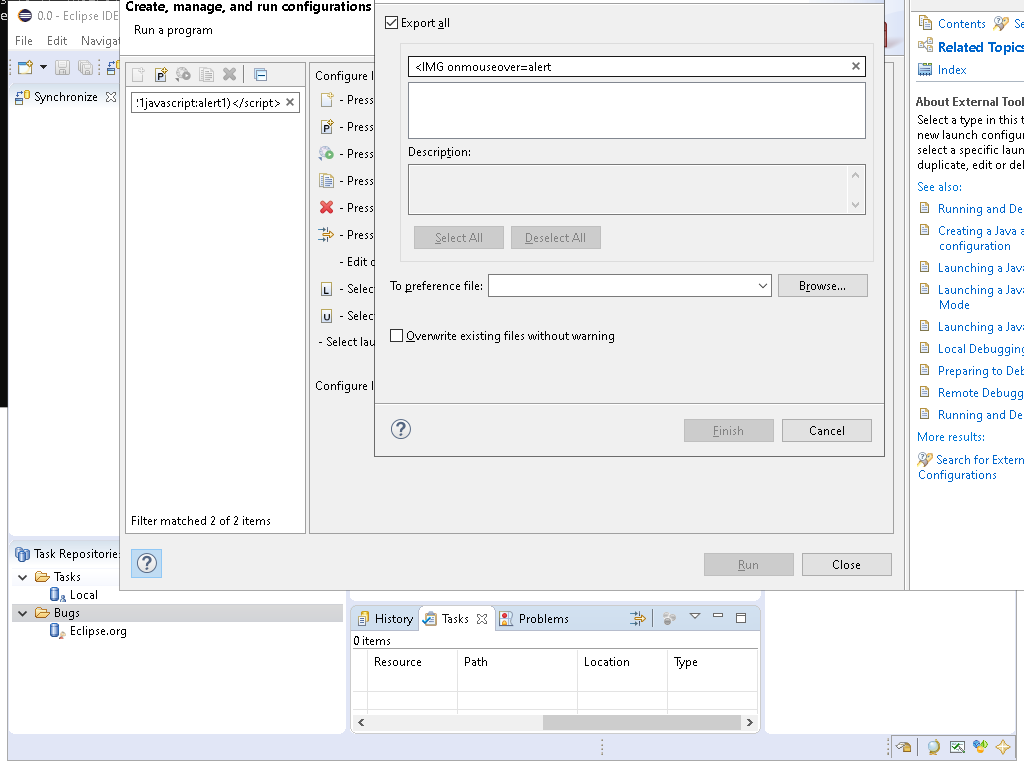 s
0.0 - Eclipse IDE
File Edit Navigat
Synchronize
Create, manage, and run configurations
Run a program
!1javascript:alert1)</script>
Filter matched 2 of 2 items
Configure l
- Press
P - Press
- Press
- Press
- Press
- Press
- Edit c
L - Selec
U - Selec
- Select lau
Configure l
Export all
<IMG onmouseover=alert
Description:
Select All Deselect All
To preference file: Browse...
Overwrite existing files without warning
? Finish Cancel
? Run Close
Contents Se
Related Topics
Index
About External Tool
Select a type in this t
new launch configur
select a specific laun
duplicate, edit or del
See also:
Running and De
Creating a Java a
configuration
Launching a Java
Launching a Java
Mode
Launching a Java
Local Debugging
Preparing to Deb
Remote Debugg
Running and De
More results:
Search for Extern
Configurations
Task Repositories
Tasks
Local
Bugs
Eclipse.org
History Tasks Problems
0 items
Resource Path Location Type